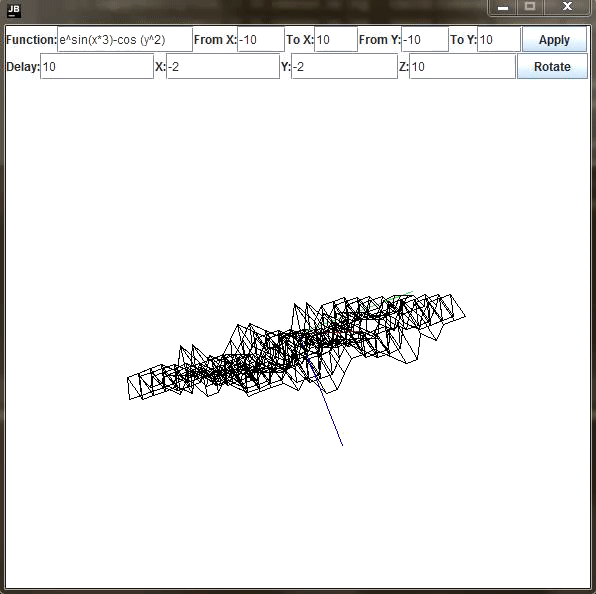 JB
Function: e^sin(x*3)-cos (y^2) From X: -10 To X: 10 From Y: -10 To Y: 10 Apply
Delay: 10 X: -2 Y: -2 Z: 10 Rotate